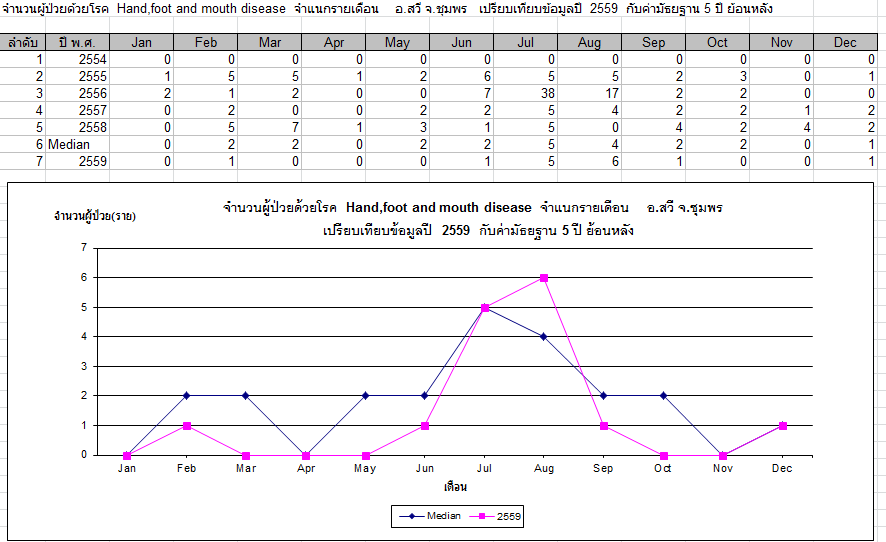 จำนวนผู้ป่วยด้วยโรค Hand,foot and mouth disease จำแนกรายเดือน อ.สวี จ.ชุมพร เปรียบเทียบข้อมูลปี 2559 กับค่ามัธยฐาน 5 ปี ย้อนหลัง
ลำดับ ปี พ.ศ. Jan Feb Mar Apr May Jun Jul Aug Sep Oct Nov Dec
1 2554 0 0 0 0 0 0 0 0 0 0 0 0
2 2555 1 5 5 1 2 6 5 5 2 3 0 1
3 2556 2 1 2 0 0 7 38 17 2 2 0 0
4 2557 0 2 0 0 2 2 5 4 2 2 1 2
5 2558 0 5 7 1 3 1 5 0 4 2 4 2
6 Median 0 2 2 0 2 2 5 4 2 2 0 1
7 2559 0 1 0 0 0 1 5 6 1 0 0 1
จำนวนผู้ป่วยด้วยโรค Hand,foot and mouth disease จำแนกรายเดือน อ.สวี จ.ชุมพร
เปรียบเทียบข้อมูลปี 2559 กับค่ามัธยฐาน 5 ปี ย้อนหลัง
จำนวนผู้ป่วย(ราย)
7
6
5
4
3
2
1
0
Jan Feb Mar Apr May Jun Jul Aug Sep Oct Nov Dec
เดือน
Median 2559